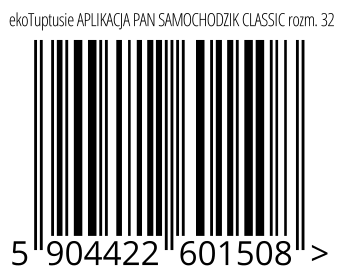 ekoTuptusie APLIKACJA PAN SAMOCHODZIK CLASSIC rozm. 32
5 904422 601508 >